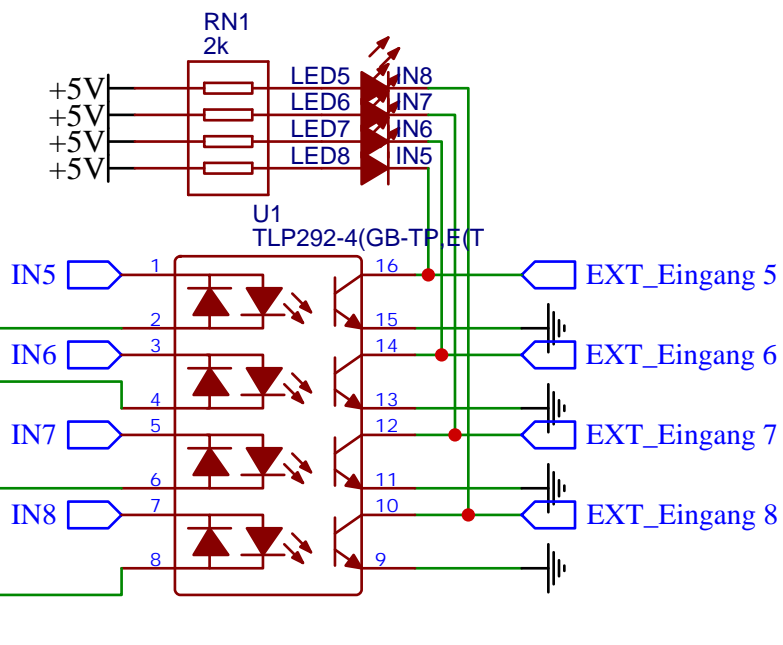 RN1
2k
+5V LED5 IN8
+5V LED6 IN7
+5V LED7 IN6
+5V LED8 IN5
U1
TLP292-4(GB-TP,E(T
IN5 1 16 EXT_Eingang 5
2 15
IN6 3 14 EXT_Eingang 6
4 13
IN7 5 12 EXT_Eingang 7
6 11
IN8 7 10 EXT_Eingang 8
8 9